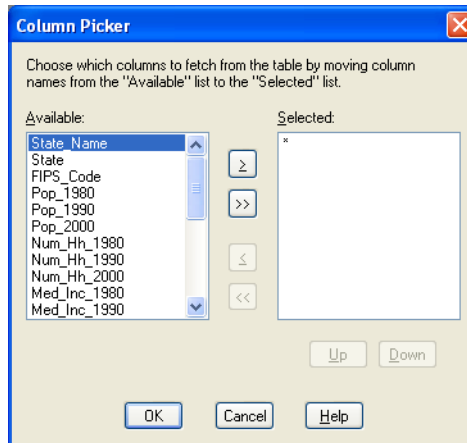 Column Picker
Choose which columns to fetch from the table by moving column
names from the "Available" list to the "Selected" list.
Available:
Selected:
State_Name
State
FIPS_Code
Pop_1980
Pop_1990
Pop_2000
Num_Hh_1980
Num_Hh_1990
Num_Hh_2000
Med_Inc_1980
Med_Inc_1990
>
>>
<
<<
*
Up
Down
OK
Cancel
Help